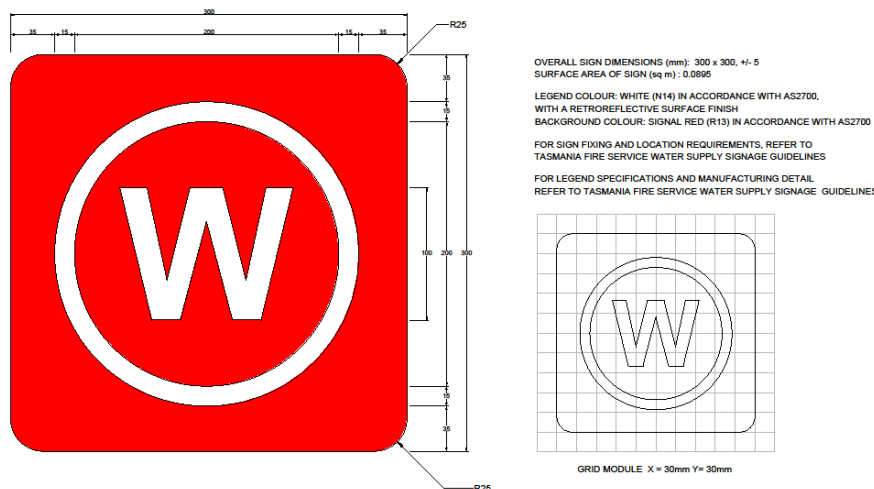 300
35 15 200 15 35
R25
35
15
W
100 200 300
15
35
R25
OVERALL SIGN DIMENSIONS (mm): 300 x 300, +/- 5
SURFACE AREA OF SIGN (sq m) : 0.0895
LEGEND COLOUR: WHITE (N14) IN ACCORDANCE WITH AS2700,
WITH A RETROREFLECTIVE SURFACE FINISH
BACKGROUND COLOUR: SIGNAL RED (R13) IN ACCORDANCE WITH AS2700
FOR SIGN FIXING AND LOCATION REQUIREMENTS, REFER TO
TASMANIA FIRE SERVICE WATER SUPPLY SIGNAGE GUIDELINES
FOR LEGEND SPECIFICATIONS AND MANUFACTURING DETAIL
REFER TO TASMANIA FIRE SERVICE WATER SUPPLY SIGNAGE GUIDELINES
W
GRID MODULE X = 30mm Y= 30mm